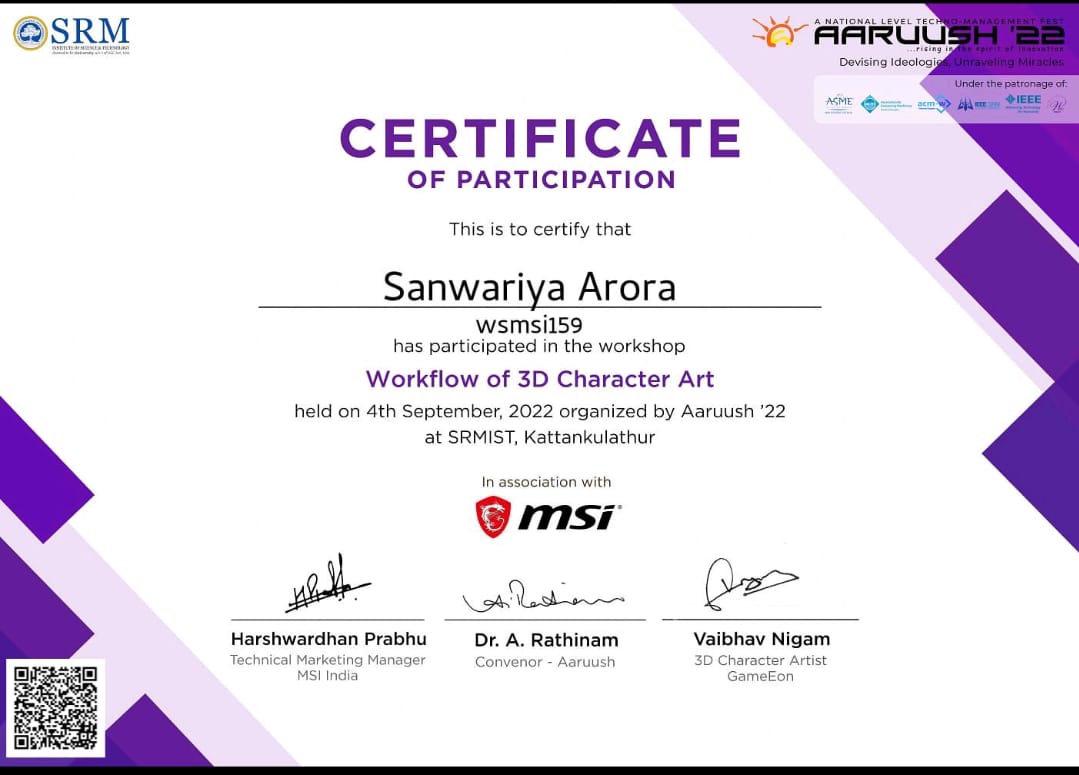 SRM
INSTITUTE OF SCIENCE & TECHNOLOGY
A NATIONAL LEVEL TECHNO-MANAGEMENT FEST
AARUUSH '22
...rising in the spirit of innovation
Devising Ideologies, Unraveling Miracles
Under the patronage of:
ASME
acm-w
IEEE
IEEE
CERTIFICATE
OF PARTICIPATION
This is to certify that
Sanwariya Arora
wsmsi159
has participated in the workshop
Workflow of 3D Character Art
held on 4th September, 2022 organized by Aaruush ’22
at SRMIST, Kattankulathur
In association with
msi
Harshwardhan Prabhu
Technical Marketing Manager
MSI India
Dr. A. Rathinam
Convenor - Aaruush
Vaibhav Nigam
3D Character Artist
GameEon